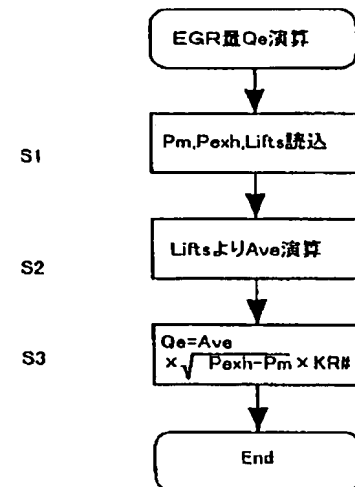 EGR量Qe演算
S1
Pm,Pexh,Lifts読込
S2
LiftsよりAve演算
S3
Qe=Ave
×√Pexh-Pm×KR#
End